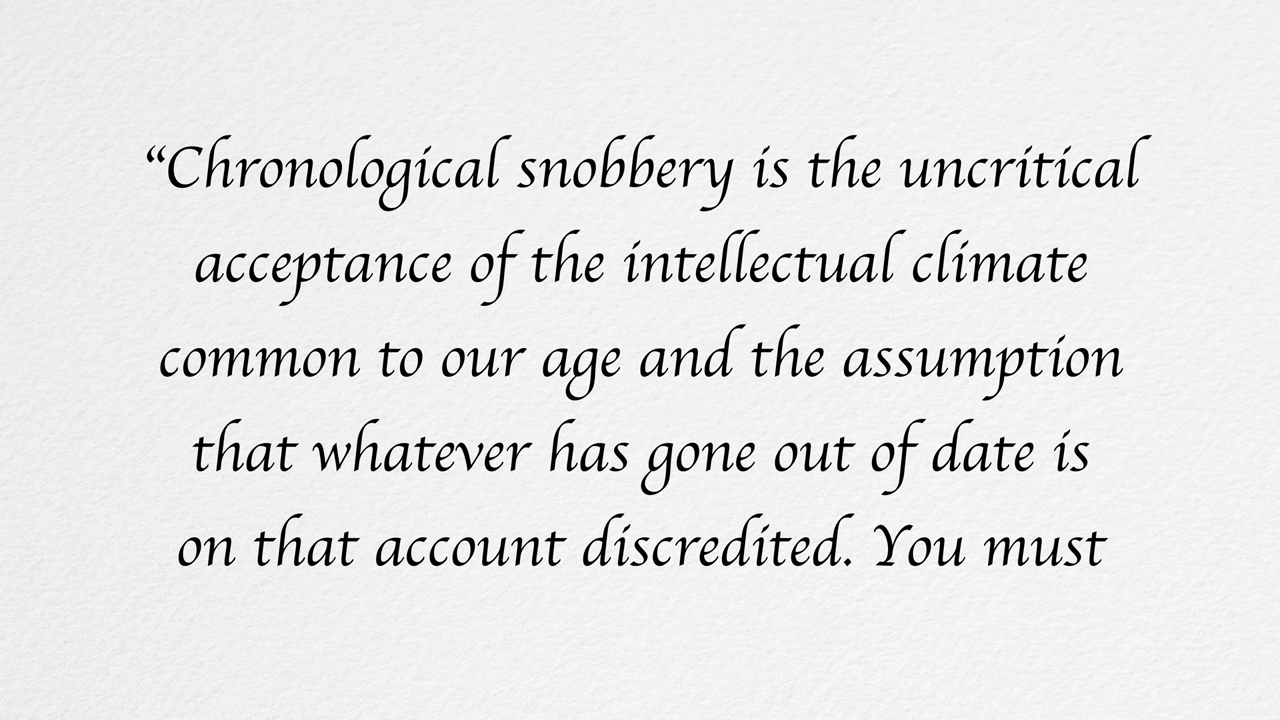 “Chronological snobbery is the uncritical
acceptance of the intellectual climate
common to our age and the assumption
that whatever has gone out of date is
on that account discredited. You must